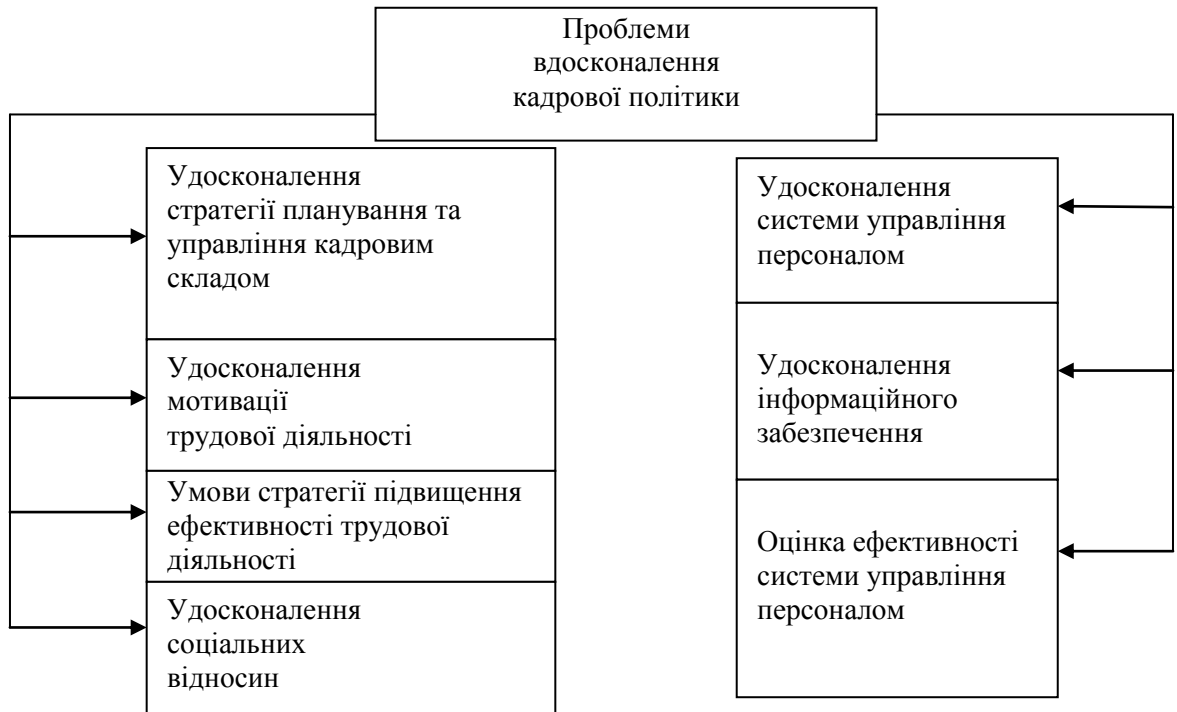 Проблеми
вдосконалення
кадрової політики
Удосконалення
стратегії планування та
управління кадровим
складом
Удосконалення
мотивації
трудової діяльності
Умови стратегії підвищення
ефективності трудової
діяльності
Удосконалення
соціальних
відносин
Удосконалення
системи управління
персоналом
Удосконалення
інформаційного
забезпечення
Оцінка ефективності
системи управління
персоналом